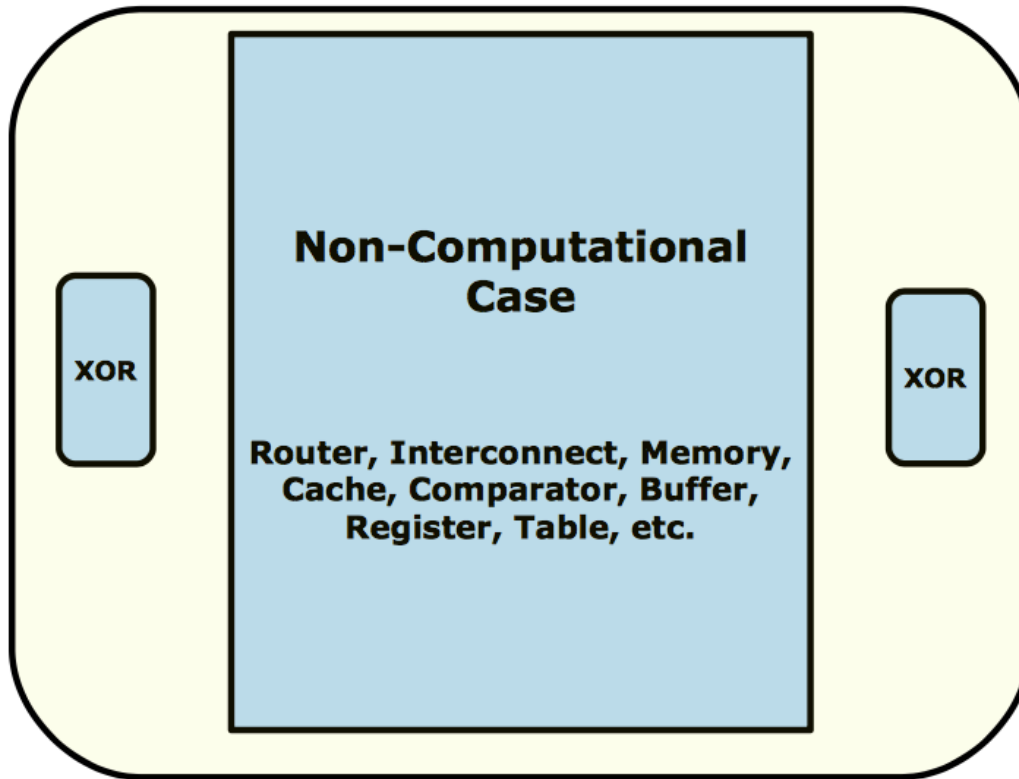 Non-Computational
Case
XOR
XOR
Router, Interconnect, Memory,
Cache, Comparator, Buffer,
Register, Table, etc.